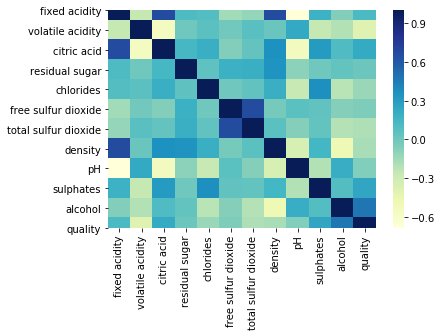 fixed acidity
volatile acidity
citric acid
residual sugar
chlorides
free sulfur dioxide
total sulfur dioxide
density
pH
sulphates
alcohol
quality
fixed acidity
volatile acidity
citric acid
residual sugar
chlorides
free sulfur dioxide
total sulfur dioxide
density
pH
sulphates
alcohol
quality
0.9
0.6
0.3
0.0
−0.3
−0.6